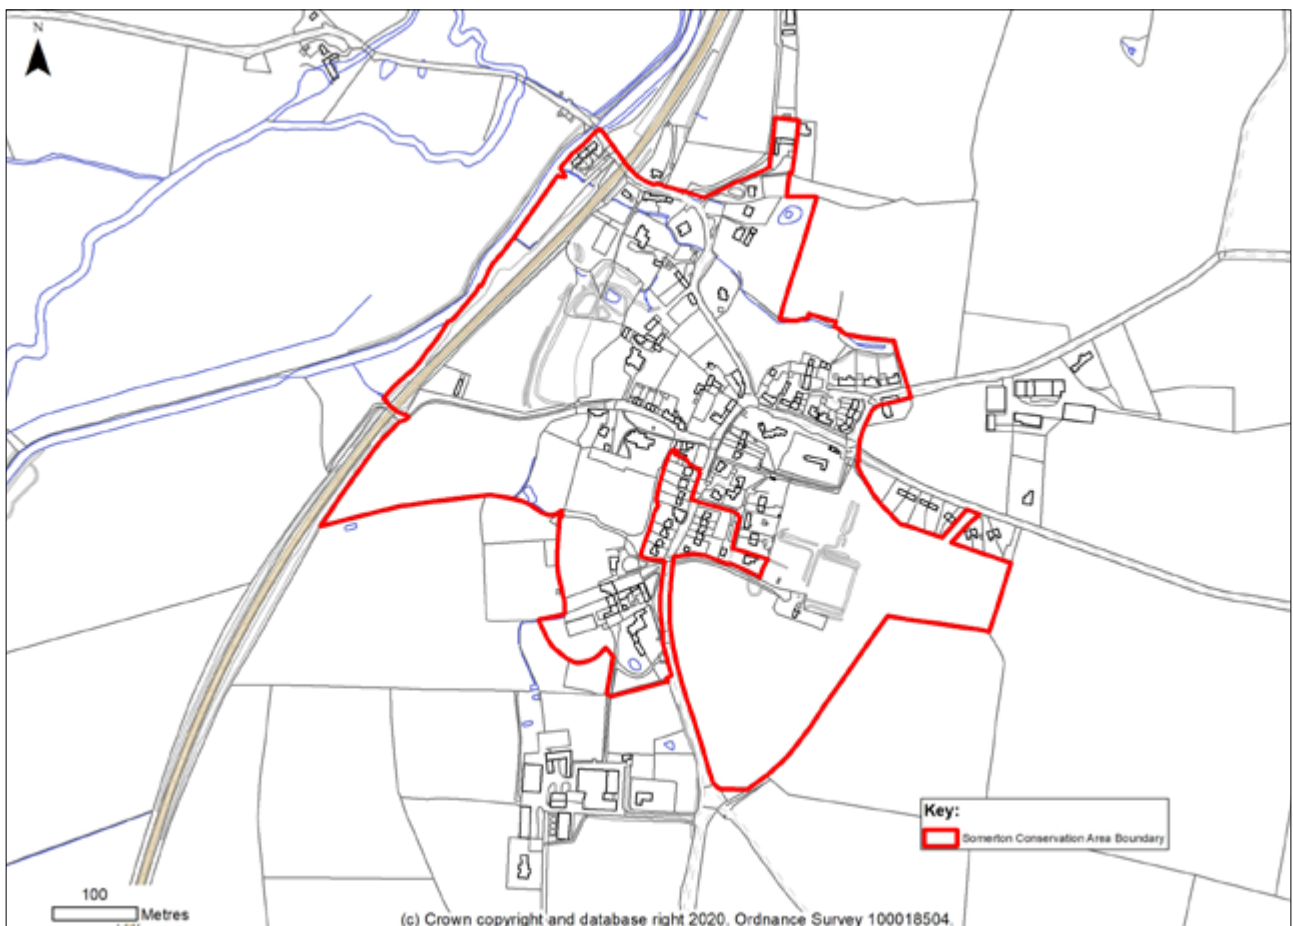 N
Key:
Somerton Conservation Area Boundary
100
Metres
(c) Crown copyright and database right 2020. Ordnance Survey 100018504.